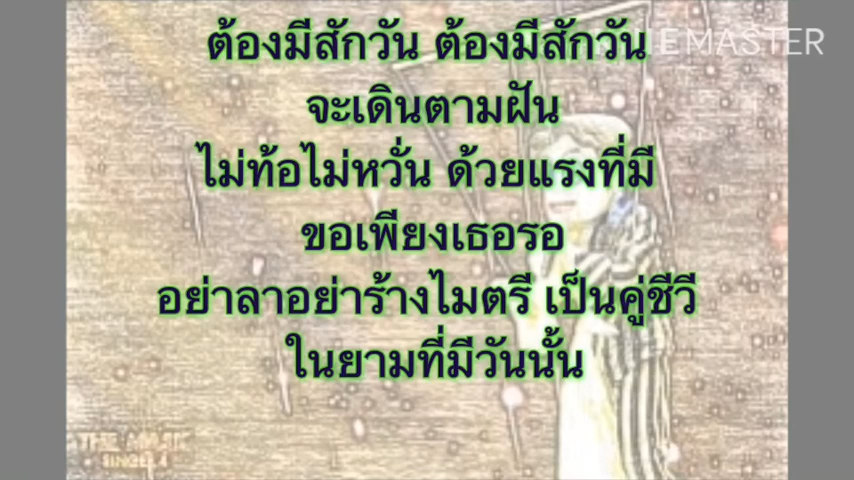 ต้องมีสักวัน ต้องมีสักวัน
จะเดินตามฝัน
ไม่ท้อไม่หวั่น ด้วยแรงที่มี
ขอเพียงเธอรอ
อย่าลาอย่าร้างไมตรี เป็นคู่ชีวี
ในยามที่มีวันนั้น
THE MASK
SINGER 4